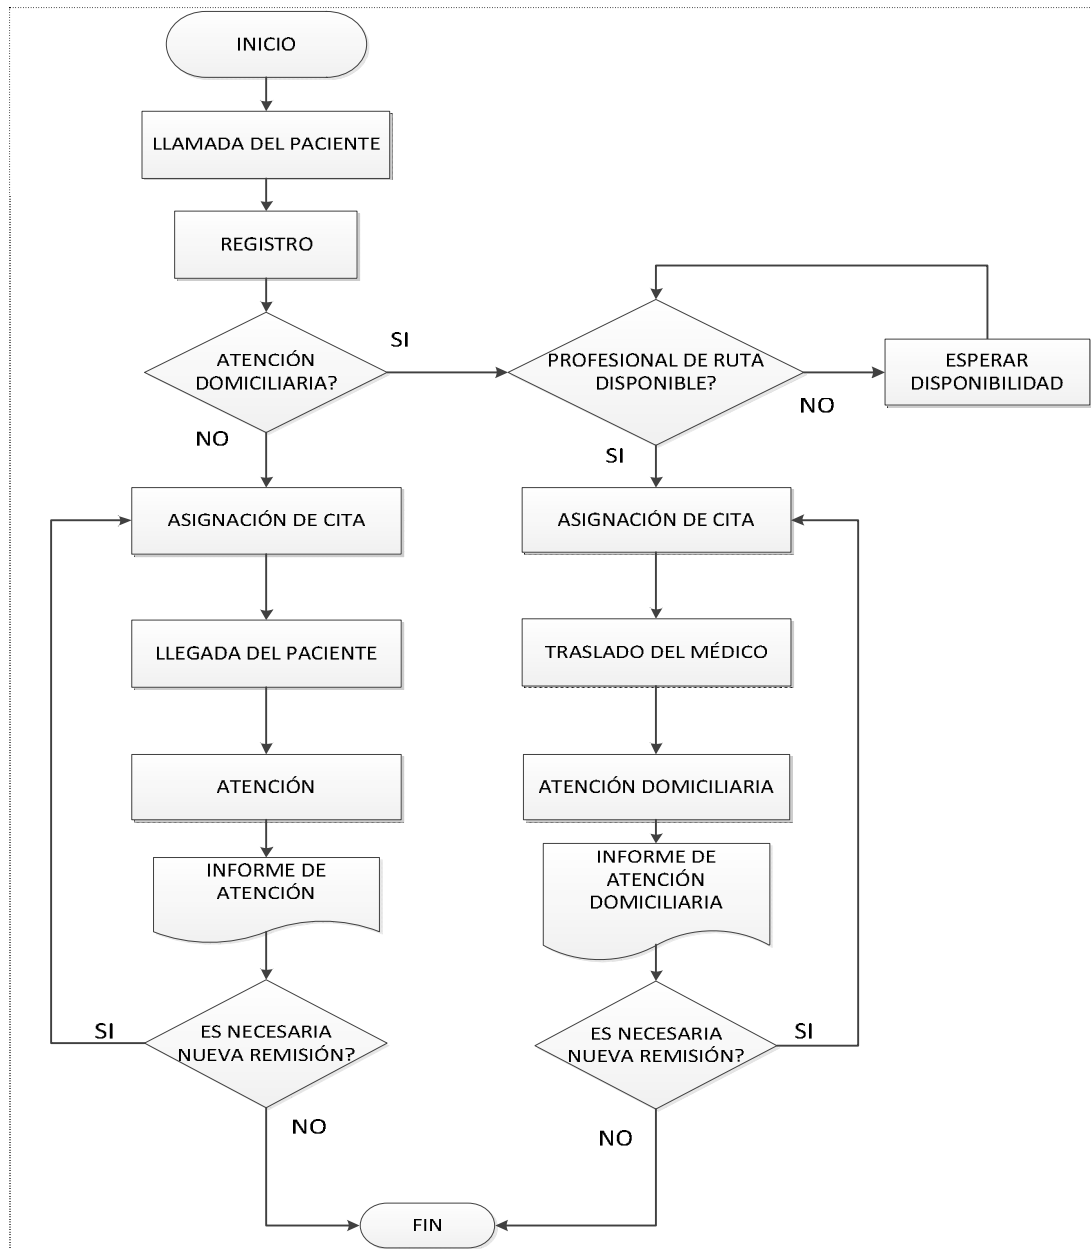 INICIO
LLAMADA DEL PACIENTE
REGISTRO
ATENCIÓN
DOMICILIARIA?
SI
NO
PROFESIONAL DE RUTA
DISPONIBLE?
NO
SI
ESPERAR
DISPONIBILIDAD
ASIGNACIÓN DE CITA
LLEGADA DEL PACIENTE
ATENCIÓN
INFORME DE
ATENCIÓN
ES NECESARIA
NUEVA REMISIÓN?
SI
NO
ASIGNACIÓN DE CITA
TRASLADO DEL MÉDICO
ATENCIÓN DOMICILIARIA
INFORME DE
ATENCIÓN
DOMICILIARIA
ES NECESARIA
NUEVA REMISIÓN?
SI
NO
FIN